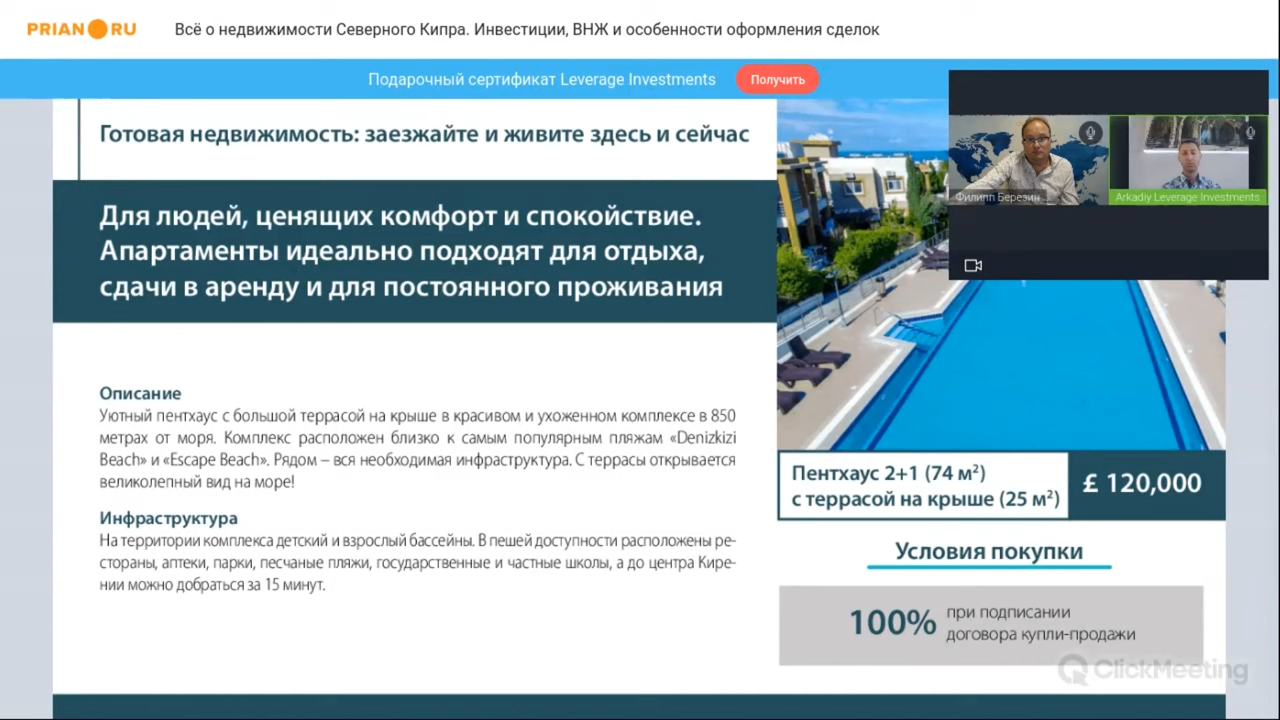 PRIAN RU
Всё о недвижимости Северного Кипра. Инвестиции, ВНЖ и особенности оформления сделок
Подарочный сертификат Leverage Investments
Получить
Готовая недвижимость: заезжайте и живите здесь и сейчас
Для людей, ценящих комфорт и спокойствие.
Апартаменты идеально подходят для отдыха,
сдачи в аренду и для постоянного проживания
Филипп Березин
Arkadiy Leverage Investments
Описание
Уютный пентхаус с большой террасой на крыше в красивом и ухоженном комплексе в 850
метрах от моря. Комплекс расположен близко к самым популярным пляжам «Denizkizi
Beach» и «Escape Beach». Рядом – вся необходимая инфраструктура. С террасы открывается
великолепный вид на море!
Инфраструктура
На территории комплекса детский и взрослый бассейны. В пешей доступности расположены ре-
стораны, аптеки, парки, песчаные пляжи, государственные и частные школы, а до центра Кире-
нии можно добраться за 15 минут.
Пентхаус 2+1 (74 м²)
с террасой на крыше (25 м²)
£ 120,000
Условия покупки
100%
при подписании
договора купли-продажи
ClickMeeting